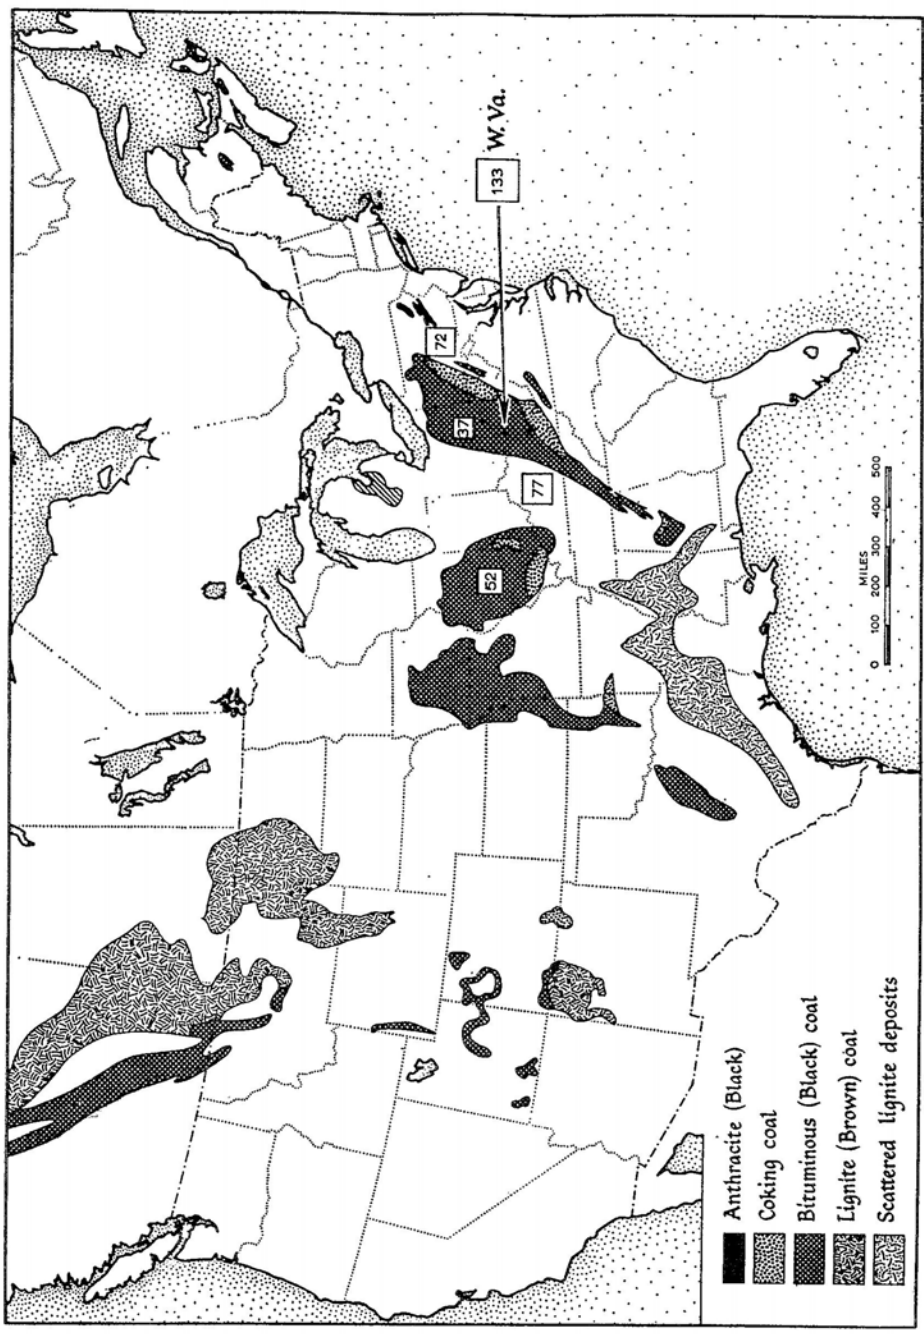 133
W. Va.
72
37
77
52
MILES
0 100 200 300 400 500
Anthracite (Black)
Coking coal
Bituminous (Black) coal
Lignite (Brown) coal
Scattered lignite deposits